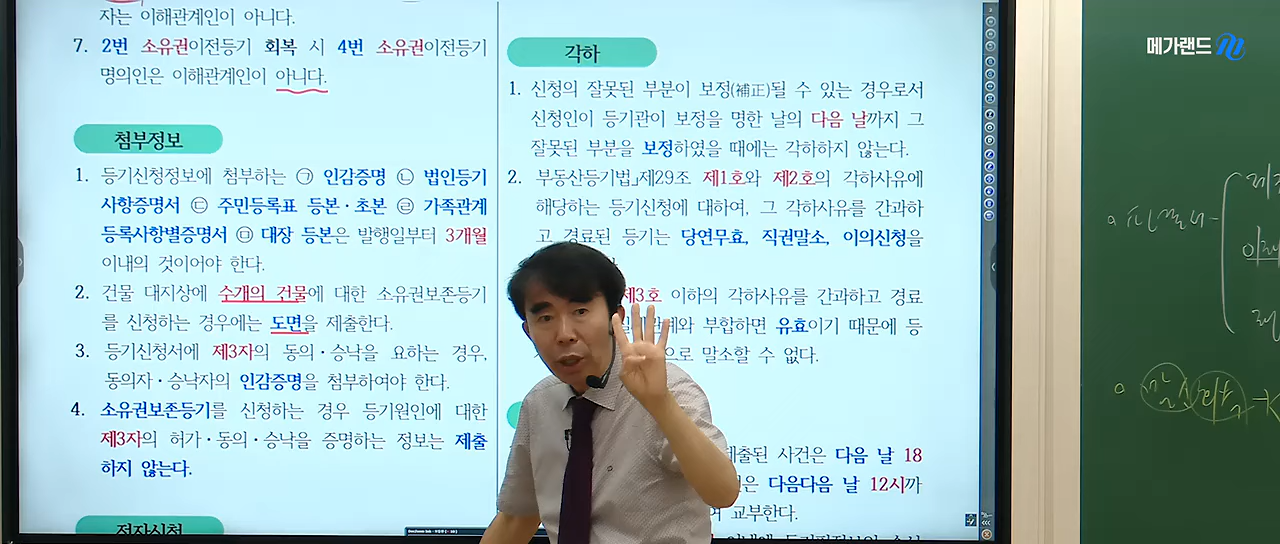 자는 이해관계인이 아니다.
7. 2번 소유권이전등기 회복 시 4번 소유권이전등기
명의인은 이해관계인이 아니다.
첨부정보
1. 등기신청정보에 첨부하는 ㉠ 인감증명 ㉡ 법인등기
사항증명서 ㉢ 주민등록표 등본·초본 ㉣ 가족관계
등록사항별증명서 ㉤ 대장 등본은 발행일부터 3개월
이내의 것이어야 한다.
2. 건물 대지상에 수개의 건물에 대한 소유권보존등기
를 신청하는 경우에는 도면을 제출한다.
3. 등기신청서에 제3자의 동의·승낙을 요하는 경우,
동의자·승낙자의 인감증명을 첨부하여야 한다.
4. 소유권보존등기를 신청하는 경우 등기원인에 대한
제3자의 허가·동의·승낙을 증명하는 정보는 제출
하지 않는다.
전자신청
각하
1. 신청의 잘못된 부분이 보정(補正)될 수 있는 경우로서
신청인이 등기관이 보정을 명한 날의 다음 날까지 그
잘못된 부분을 보정하였을 때에는 각하하지 않는다.
2. 부동산등기법」제29조 제1호와 제2호의 각하사유에
해당하는 등기신청에 대하여, 그 각하사유를 간과하
고 경료된 등기는 당연무효, 직권말소, 이의신청을
제3호 이하의 각하사유를 간과하고 경료
와 부합하면 유효이기 때문에 등
으로 말소할 수 없다.
제출된 사건은 다음 날 18
은 다음다음 날 12시까
여 교부한다.
메가랜드